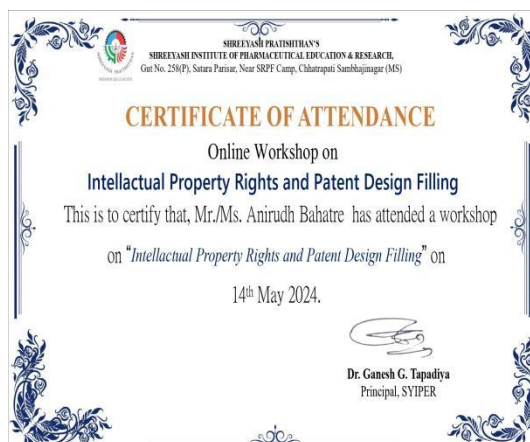 SHREEYASH PRATISHTHAN'S
SHREEYASH INSTITUTE OF PHARMACEUTICAL EDUCATION & RESEARCH,
Gut No. 258(P), Satara Parisar, Near SRPF Camp, Chhatrapati Sambhajinagar (MS)
CERTIFICATE OF ATTENDANCE
Online Workshop on
Intellactual Property Rights and Patent Design Filling
This is to certify that, Mr./Ms. Anirudh Bahatre has attended a workshop
on "Intellactual Property Rights and Patent Design Filling" on
14th May 2024.
Dr. Ganesh G. Tapadiya
Principal, SYIPER